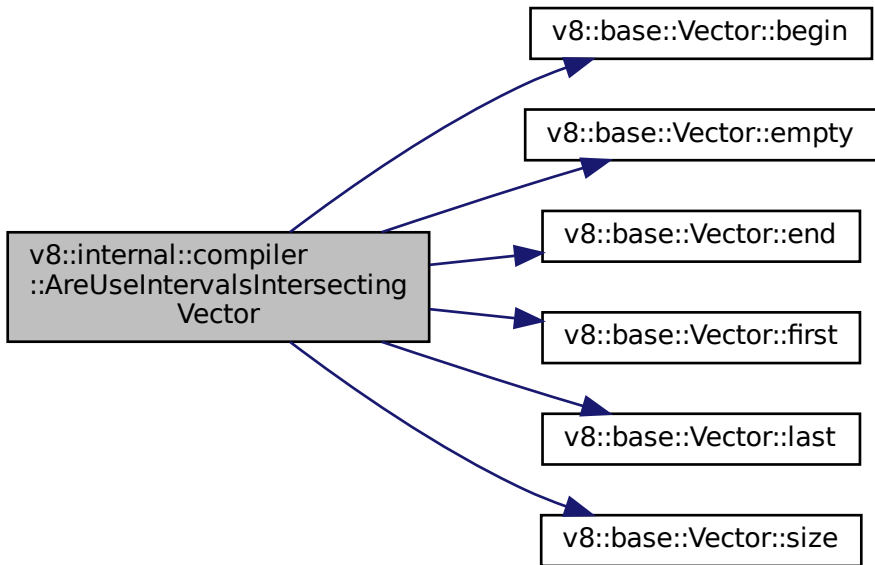 v8::internal::compiler
::AreUseIntervalsIntersecting
Vector
v8::base::Vector::begin
v8::base::Vector::empty
v8::base::Vector::end
v8::base::Vector::first
v8::base::Vector::last
v8::base::Vector::size